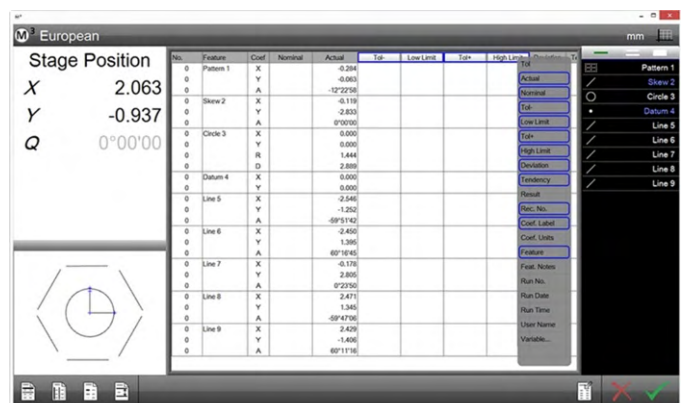 M³ European mm
Stage Position
X 2.063
Y -0.937
Q 0°00'00
No. Feature Coef Nominal Actual Tol- Low Limit Tol+ High Limit Deviation
0 Pattern 1 X -0.284
0 Y -0.063
0 A -12°22'58
0 Skew 2 X -0.119
0 Y -2.833
0 A 0°00'00
0 Circle 3 X 0.000
0 Y 0.000
0 R 1.444
0 D 2.889
0 Datum 4 X 0.000
0 Y 0.000
0 Line 5 X -2.546
0 Y -1.252
0 A -59°51'42
0 Line 6 X -2.450
0 Y 1.395
0 A 60°16'45
0 Line 7 X -0.178
0 Y 2.805
0 A 0°23'50
0 Line 8 X 2.471
0 Y 1.345
0 A -59°47'06
0 Line 9 X 2.429
0 Y -1.406
0 A 60°11'16
Tol
Actual
Nominal
Tol-
Low Limit
Tol+
High Limit
Deviation
Tendency
Result
Rec. No.
Coef. Label
Coef. Units
Feature
Feat. Notes
Run No.
Run Date
Run Time
User Name
Variable...
Pattern 1
Skew 2
Circle 3
Datum 4
Line 5
Line 6
Line 7
Line 8
Line 9